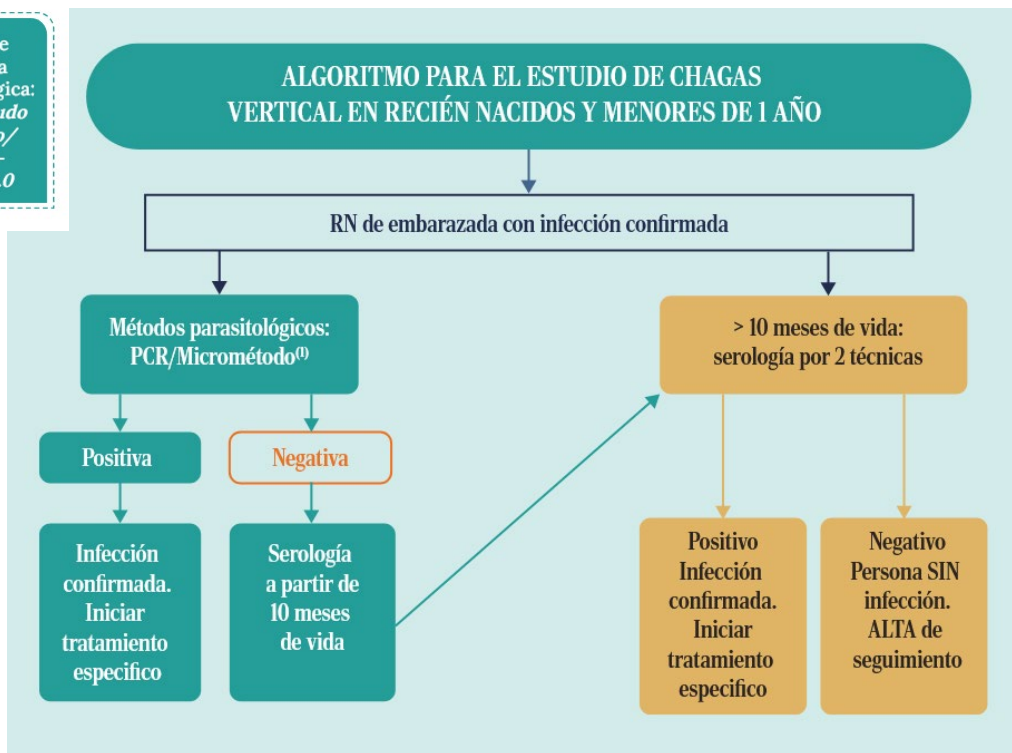 e
a
gica:
udo
o/
-
.0
ALGORITMO PARA EL ESTUDIO DE CHAGAS
VERTICAL EN RECIÉN NACIDOS Y MENORES DE 1 AÑO
RN de embarazada con infección confirmada
Métodos parasitológicos:
PCR/Micrométodo(1)
> 10 meses de vida:
serología por 2 técnicas
Positiva
Negativa
Infección
confirmada.
Iniciar
tratamiento
especifico
Serología
a partir de
10 meses
de vida
Positivo
Infección
confirmada.
Iniciar
tratamiento
especifico
Negativo
Persona SIN
infección.
ALTA de
seguimiento